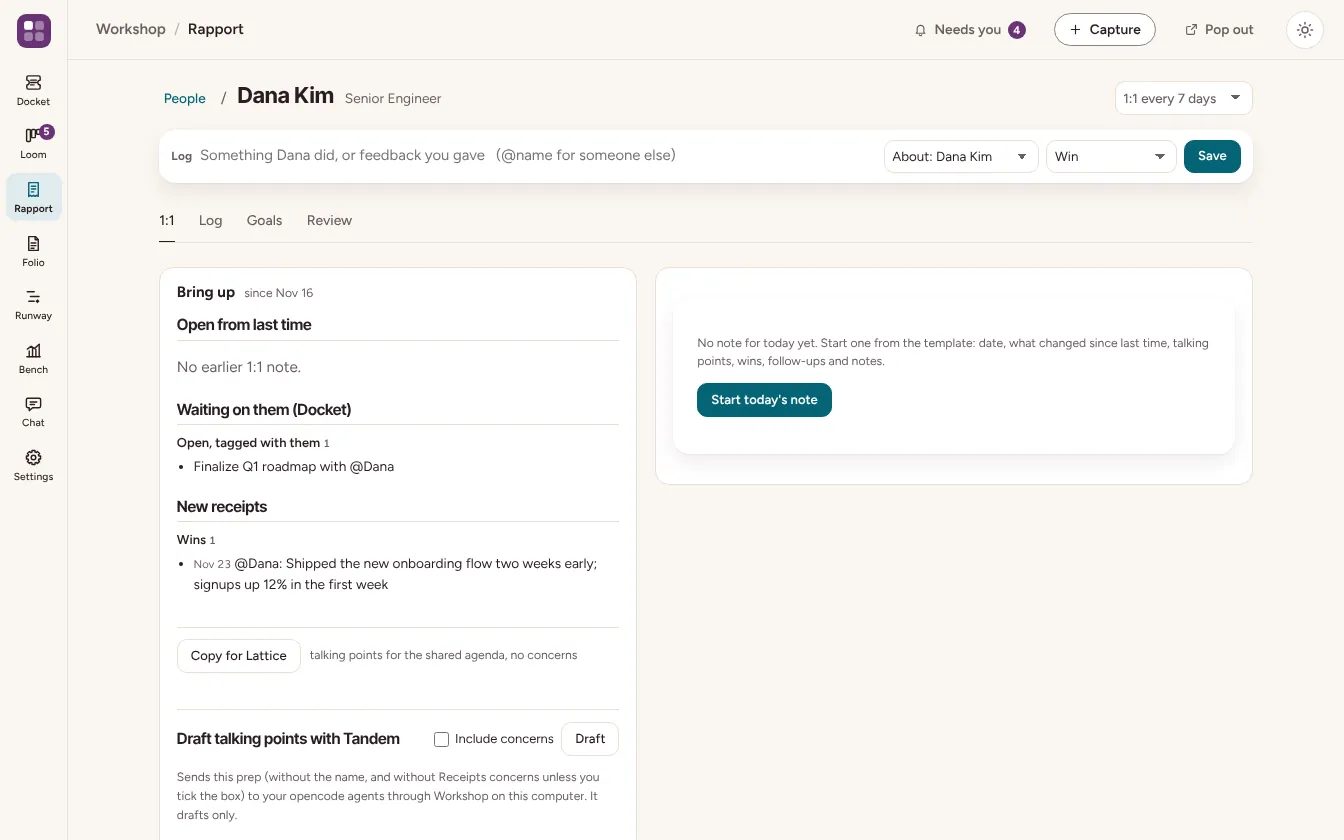 Workshop / Rapport
Needs you 4
+ Capture
Pop out
Docket
Loom 5
Rapport
Folio
Runway
Bench
Chat
Settings
People / Dana Kim Senior Engineer
1:1 every 7 days
Log Something Dana did, or feedback you gave (@name for someone else)
About: Dana Kim
Win
Save
1:1 Log Goals Review
Bring up since Nov 16
Open from last time
No earlier 1:1 note.
Waiting on them (Docket)
Open, tagged with them 1
• Finalize Q1 roadmap with @Dana
New receipts
Wins 1
• Nov 23 @Dana: Shipped the new onboarding flow two weeks early;
signups up 12% in the first week
Copy for Lattice talking points for the shared agenda, no concerns
Draft talking points with Tandem Include concerns Draft
Sends this prep (without the name, and without Receipts concerns unless you
tick the box) to your opencode agents through Workshop on this computer. It
drafts only.
No note for today yet. Start one from the template: date, what changed since last time, talking
points, wins, follow-ups and notes.
Start today's note